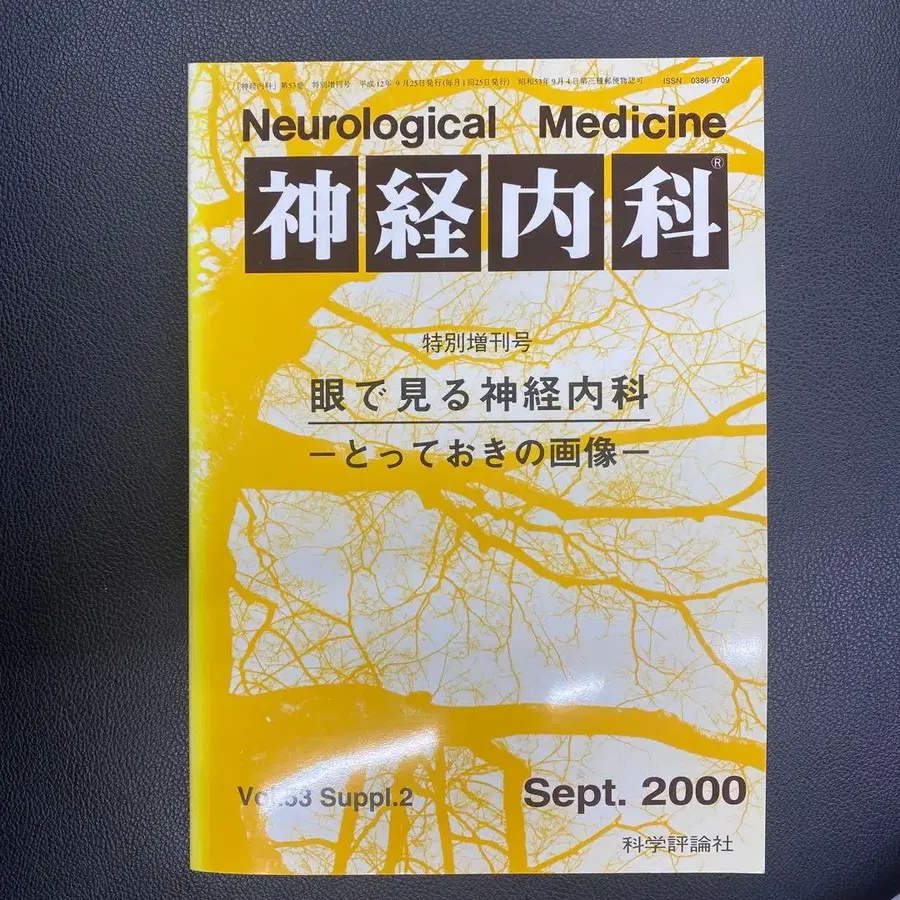 「神経内科」第53巻 特別増刊号 平成12年9月25日発行(毎月1回25日発行) 昭和53年9月4日第三種郵便物認可 ISSN 0386-9709
Neurological Medicine
神経内科®
特別増刊号
眼で見る神経内科
—とっておきの画像—
Vol.53 Suppl.2
Sept. 2000
科学評論社